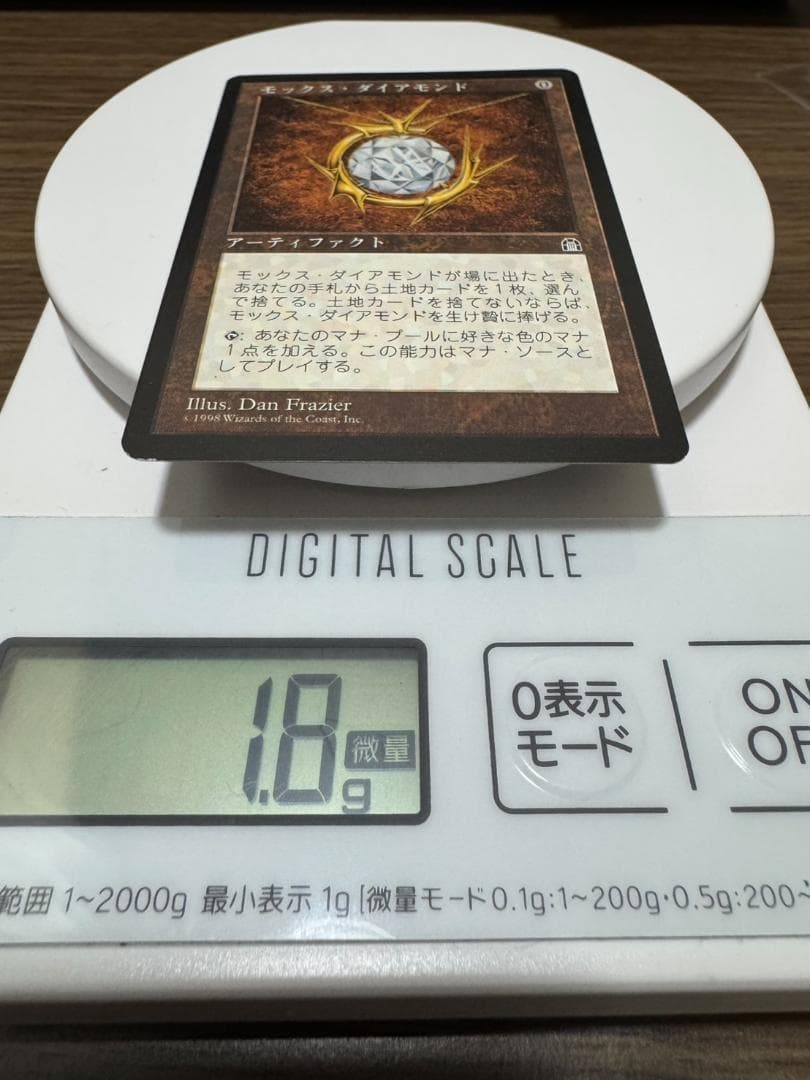 モックス・ダイアモンド 0
アーティファクト
モックス・ダイアモンドが場に出たとき、
あなたの手札から土地カードを1枚、選ん
で捨てる。土地カードを捨てないならば、
モックス・ダイアモンドを生け贄に捧げる。
: あなたのマナ・プールに好きな色のマナ
1点を加える。この能力はマナ・ソースと
してプレイする。
Illus. Dan Frazier
© 1998 Wizards of the Coast, Inc.
DIGITAL SCALE
1.8 微量 g
0表示
モード
ON
OF
範囲 1~2000g 最小表示 1g [微量モード0.1g:1~200g・0.5g:200~